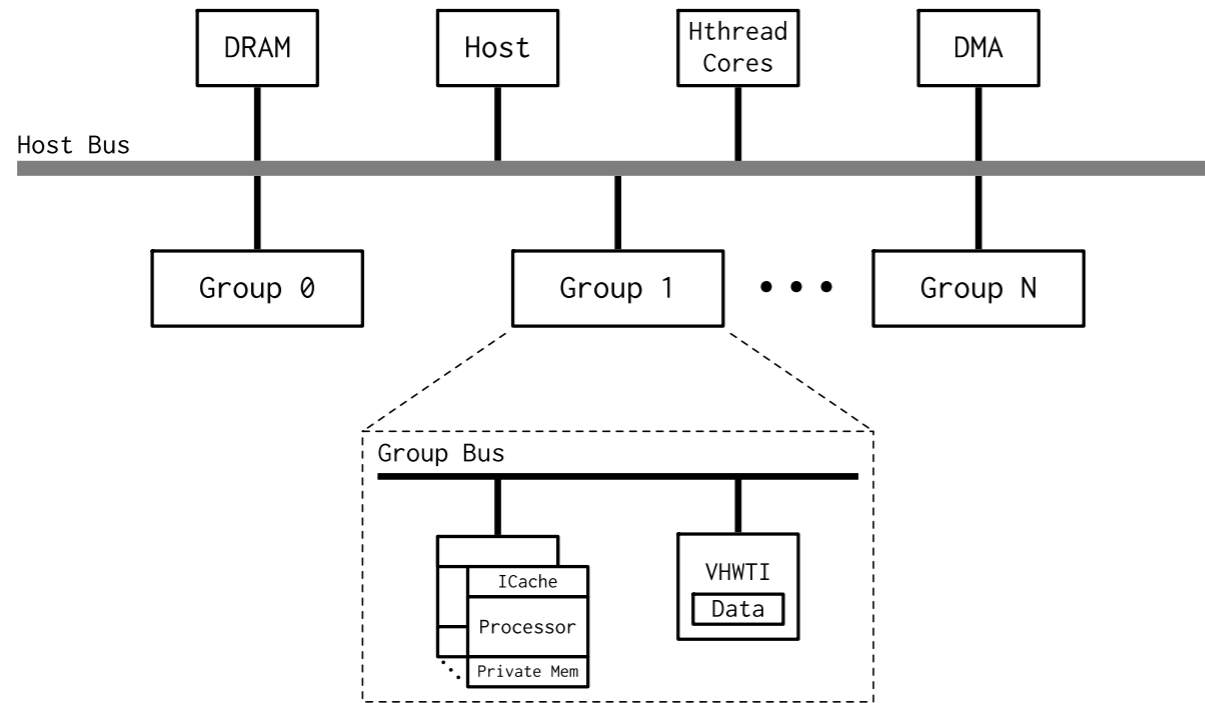 DRAM
Host
Hthread
Cores
DMA
Host Bus
Group 0
Group 1
Group N
Group Bus
ICache
Processor
Private Mem
VHWTI
Data